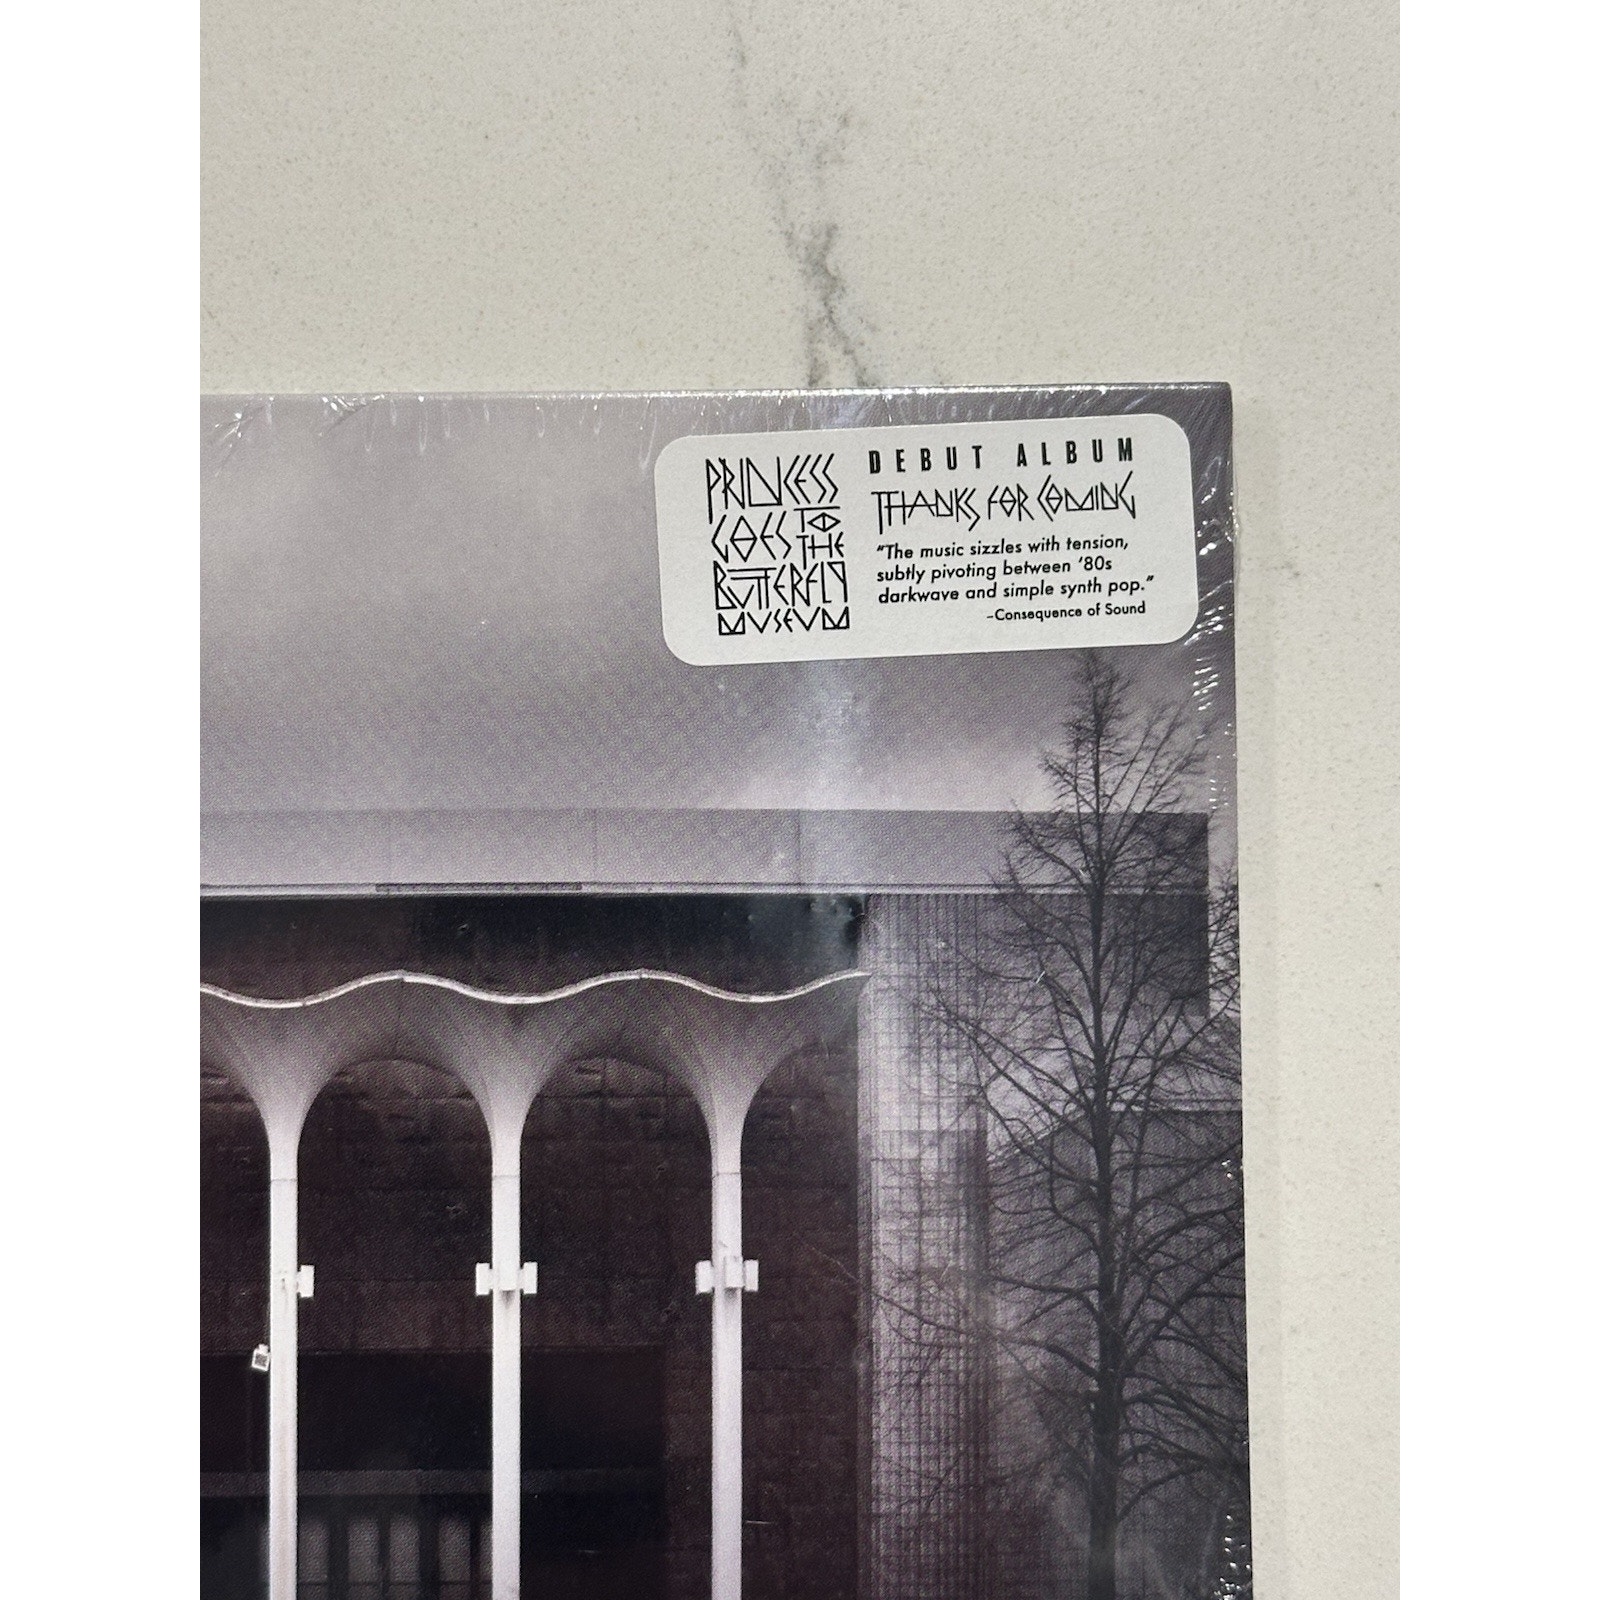 PRINCESS
GOES TO
THE
BUTTERFLY
MUSEUM
DEBUT ALBUM
THANKS FOR COMING
“The music sizzles with tension,
subtly pivoting between ‘80s
darkwave and simple synth pop.”
–Consequence of Sound